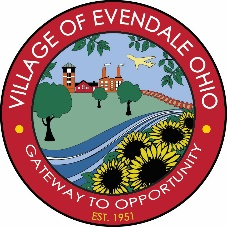 VILLAGE OF EVENDALE OHIO
GATEWAY TO OPPORTUNITY
EST. 1951